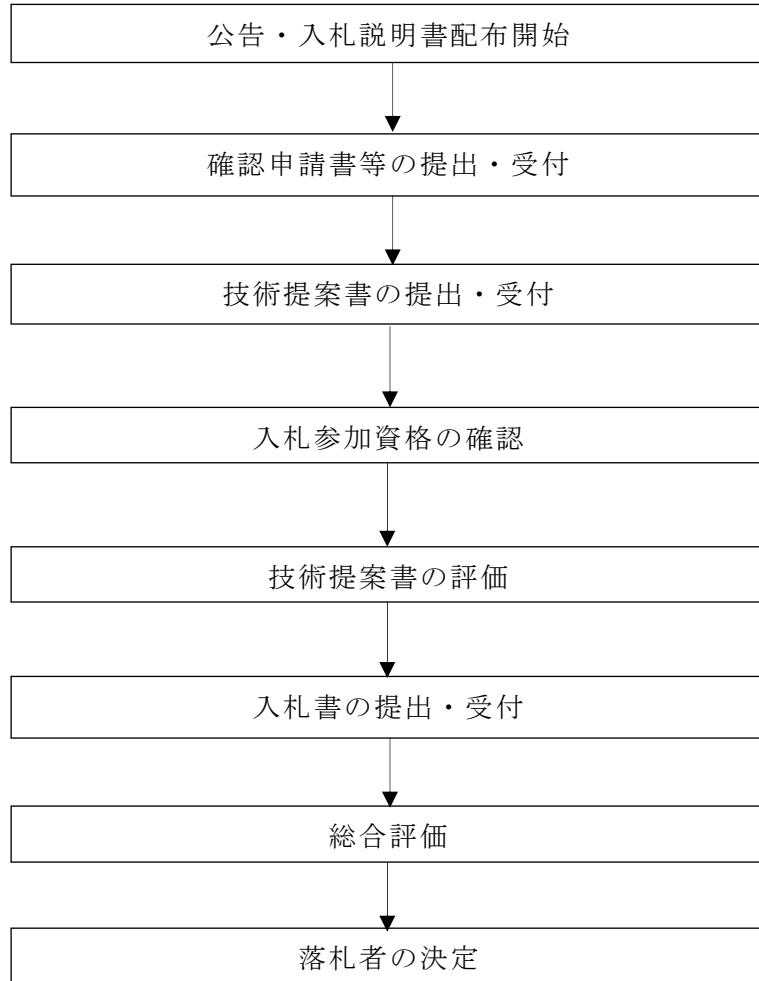 公告・入札説明書配布開始
確認申請書等の提出・受付
技術提案書の提出・受付
入札参加資格の確認
技術提案書の評価
入札書の提出・受付
総合評価
落札者の決定